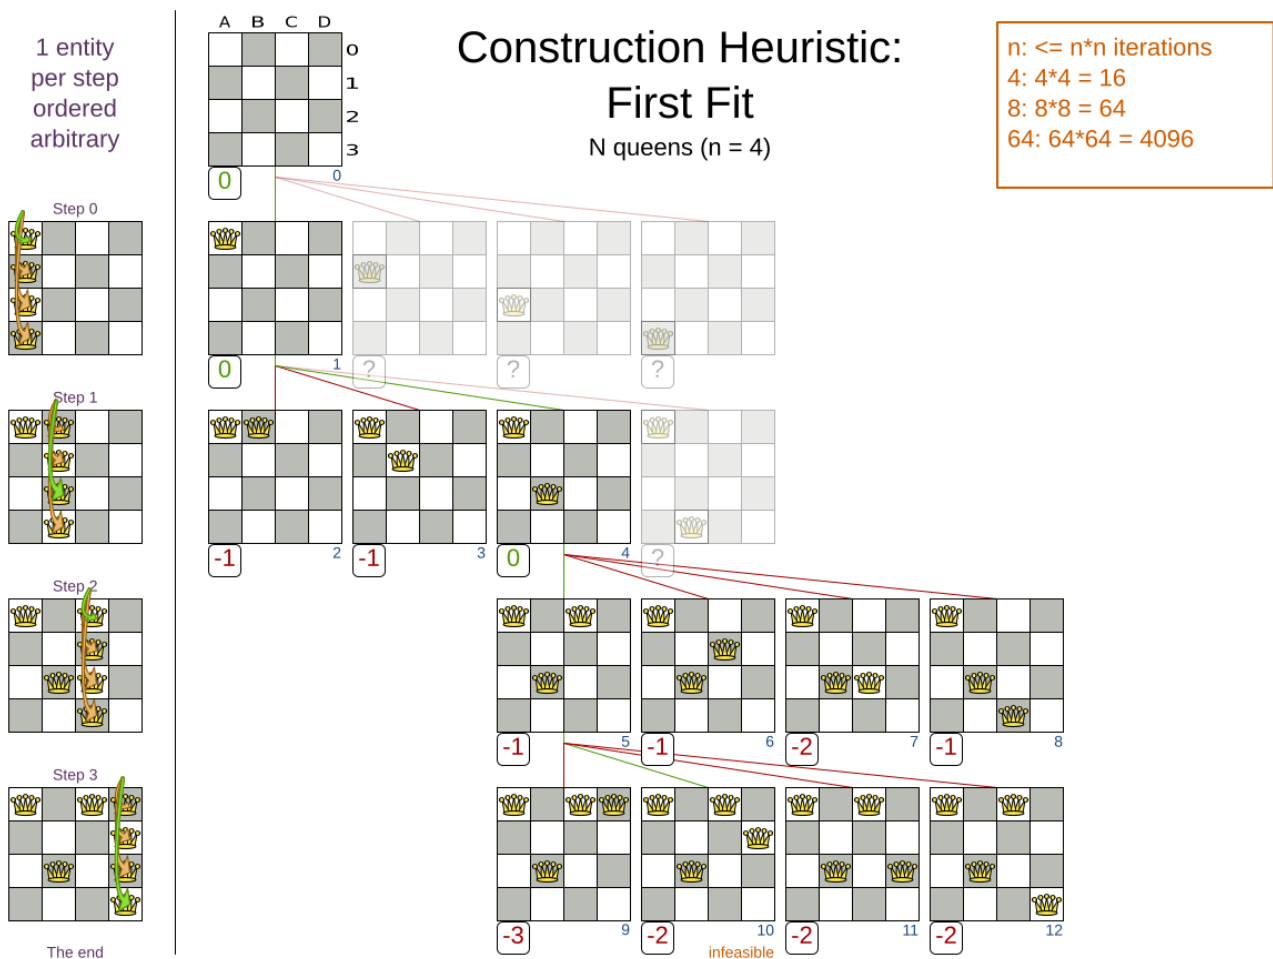 1 entity
per step
ordered
arbitrary
A B C D
0
1
2
3
Construction Heuristic:
First Fit
N queens (n = 4)
n: <= n*n iterations
4: 4*4 = 16
8: 8*8 = 64
64: 64*64 = 4096
0 0
Step 0
0 1 ? ? ?
Step 1
-1 2 -1 3 0 4 ?
Step 2
-1 5 -1 6 -2 7 -1 8
Step 3
-3 9 -2 10 -2 11 -2 12
The end
infeasible